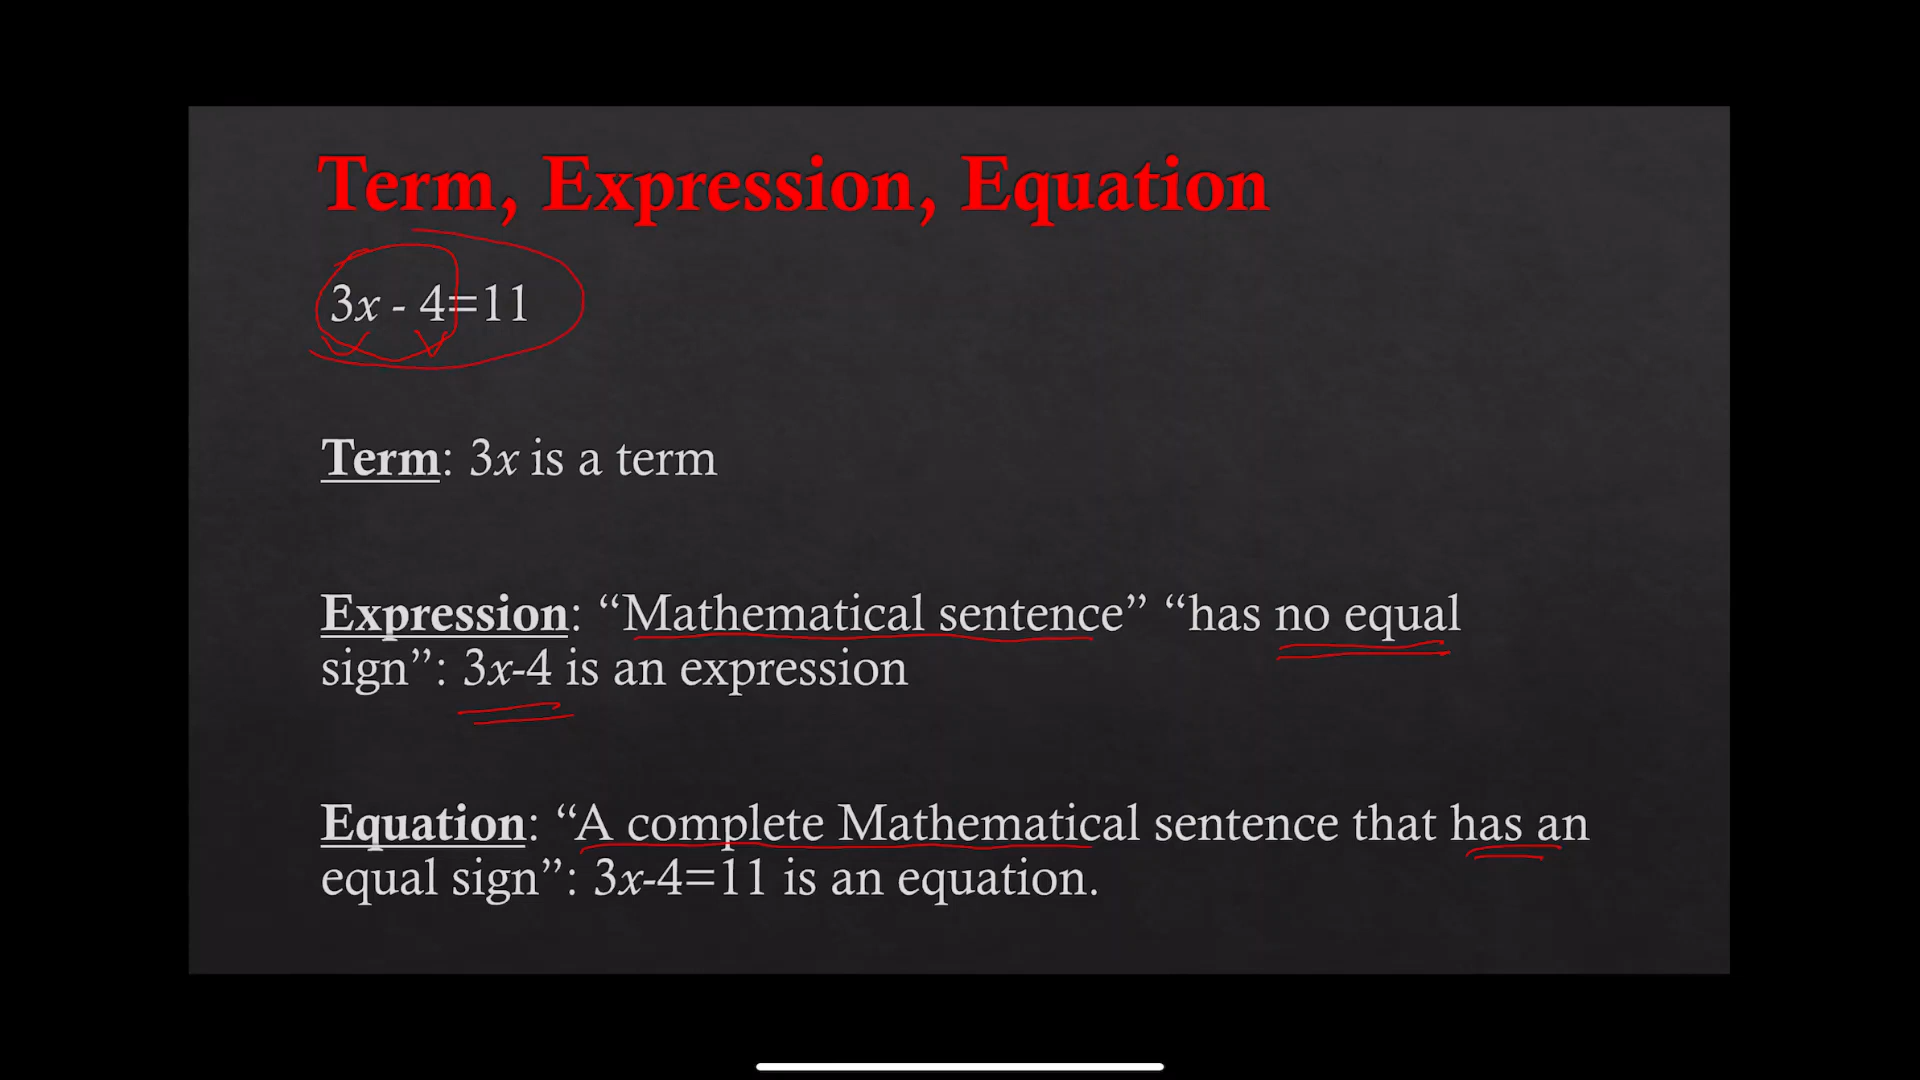 Term, Expression, Equation
3x - 4=11
Term: 3x is a term
Expression: “Mathematical sentence” “has no equal
sign”: 3x-4 is an expression
Equation: “A complete Mathematical sentence that has an
equal sign”: 3x-4=11 is an equation.